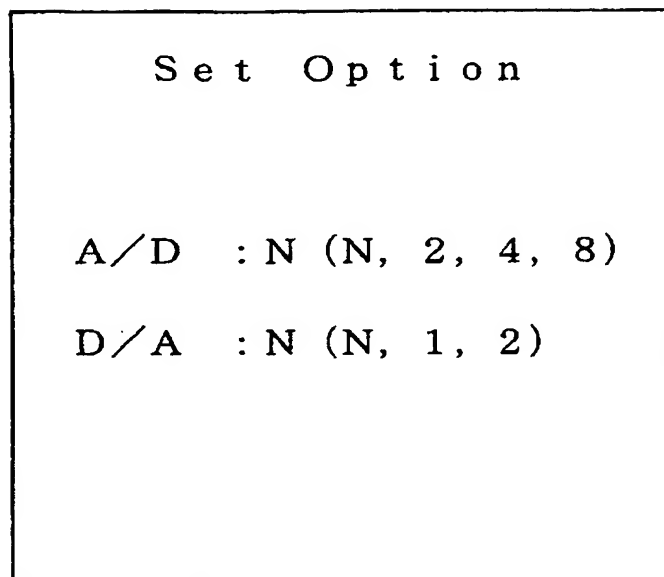 Set Option
A/D :N (N, 2, 4, 8)
D/A :N (N, 1, 2)